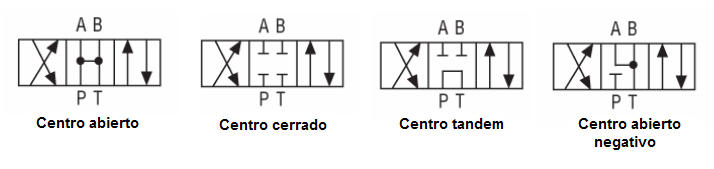 A B
P T
Centro abierto
A B
P T
Centro cerrado
A B
P T
Centro tandem
A B
P T
Centro abierto
negativo